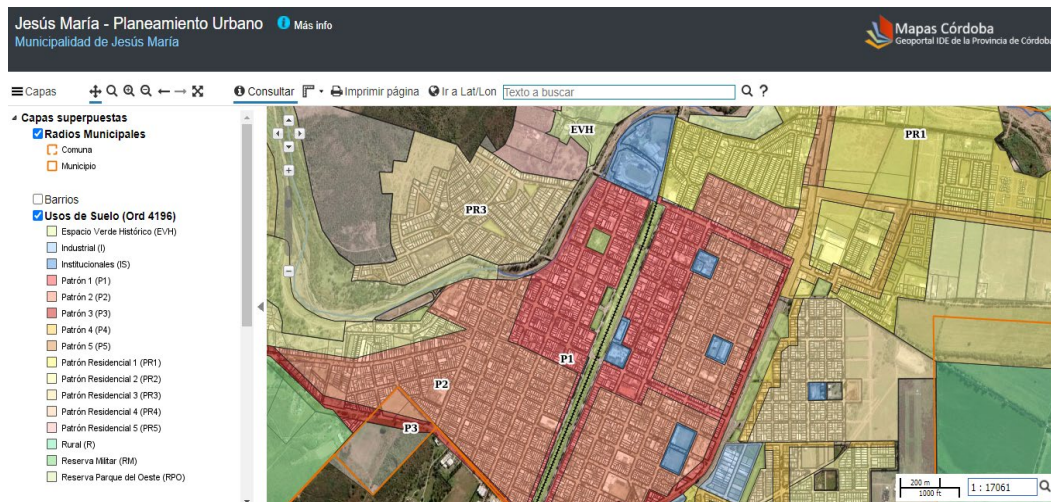 Jesús María - Planeamiento Urbano Más info
Municipalidad de Jesús María
Mapas Córdoba
Geoportal IDE de la Provincia de Córdoba
Capas
Consultar
Imprimir página
Ir a Lat/Lon
Texto a buscar
?
Capas superpuestas
Radios Municipales
Comuna
Municipio
Barrios
Usos de Suelo (Ord 4196)
Espacio Verde Histórico (EVH)
Industrial (I)
Institucionales (IS)
Patrón 1 (P1)
Patrón 2 (P2)
Patrón 3 (P3)
Patrón 4 (P4)
Patrón 5 (P5)
Patrón Residencial 1 (PR1)
Patrón Residencial 2 (PR2)
Patrón Residencial 3 (PR3)
Patrón Residencial 4 (PR4)
Patrón Residencial 5 (PR5)
Rural (R)
Reserva Militar (RM)
Reserva Parque del Oeste (RPO)
EVH
PR1
PR3
P1
P2
P3
200 m
1000 ft
1 : 17061